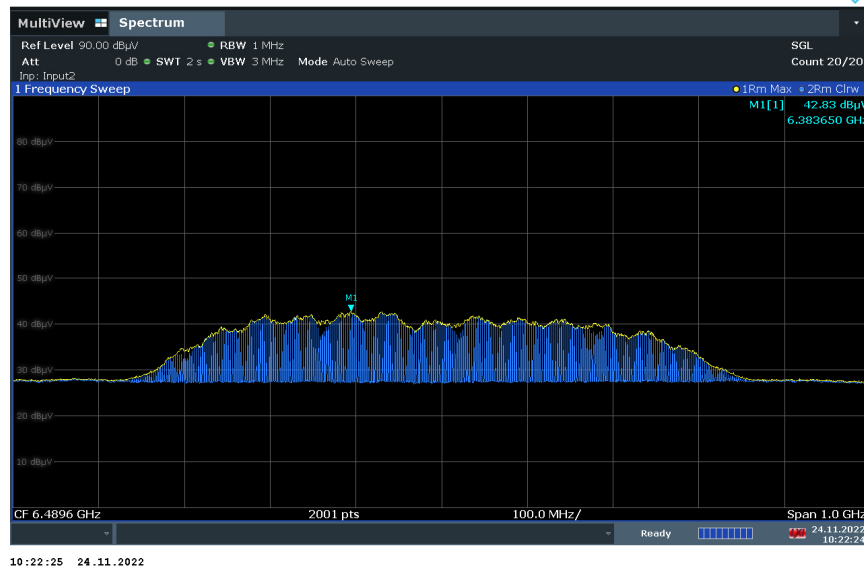 MultiView Spectrum
Ref Level 90.00 dBµV RBW 1 MHz SGL
Att 0 dB SWT 2 s VBW 3 MHz Mode Auto Sweep Count 20/20
Inp: Input2
1 Frequency Sweep 1Rm Max 2Rm Clrw
M1[1] 42.83 dBµV
6.383650 GHz
80 dBµV
70 dBµV
60 dBµV
50 dBµV
M1
40 dBµV
30 dBµV
20 dBµV
10 dBµV
CF 6.4896 GHz 2001 pts 100.0 MHz/ Span 1.0 GHz
Ready 24.11.2022
10:22:24
10:22:25 24.11.2022